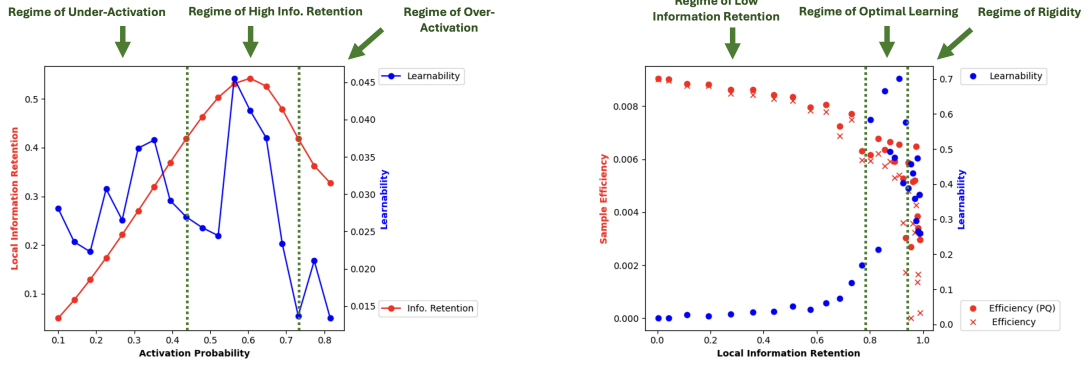 Regime of Under-Activation
Regime of High Info. Retention
Regime of Over-
Activation
Local Information Retention
0.5
0.4
0.3
0.2
0.1
0.1
0.2
0.3
0.4
0.5
0.6
0.7
0.8
Activation Probability
0.045
0.040
0.035
0.030
0.025
0.020
0.015
Learnability
Learnability
Info. Retention
Regime of Low
Information Retention
Regime of Optimal Learning
Regime of Rigidity
Sample Efficiency
0.008
0.006
0.004
0.002
0.000
0.0
0.2
0.4
0.6
0.8
1.0
Local Information Retention
0.7
0.6
0.5
0.4
0.3
0.2
0.1
0.0
Learnability
Learnability
Efficiency (PQ)
Efficiency